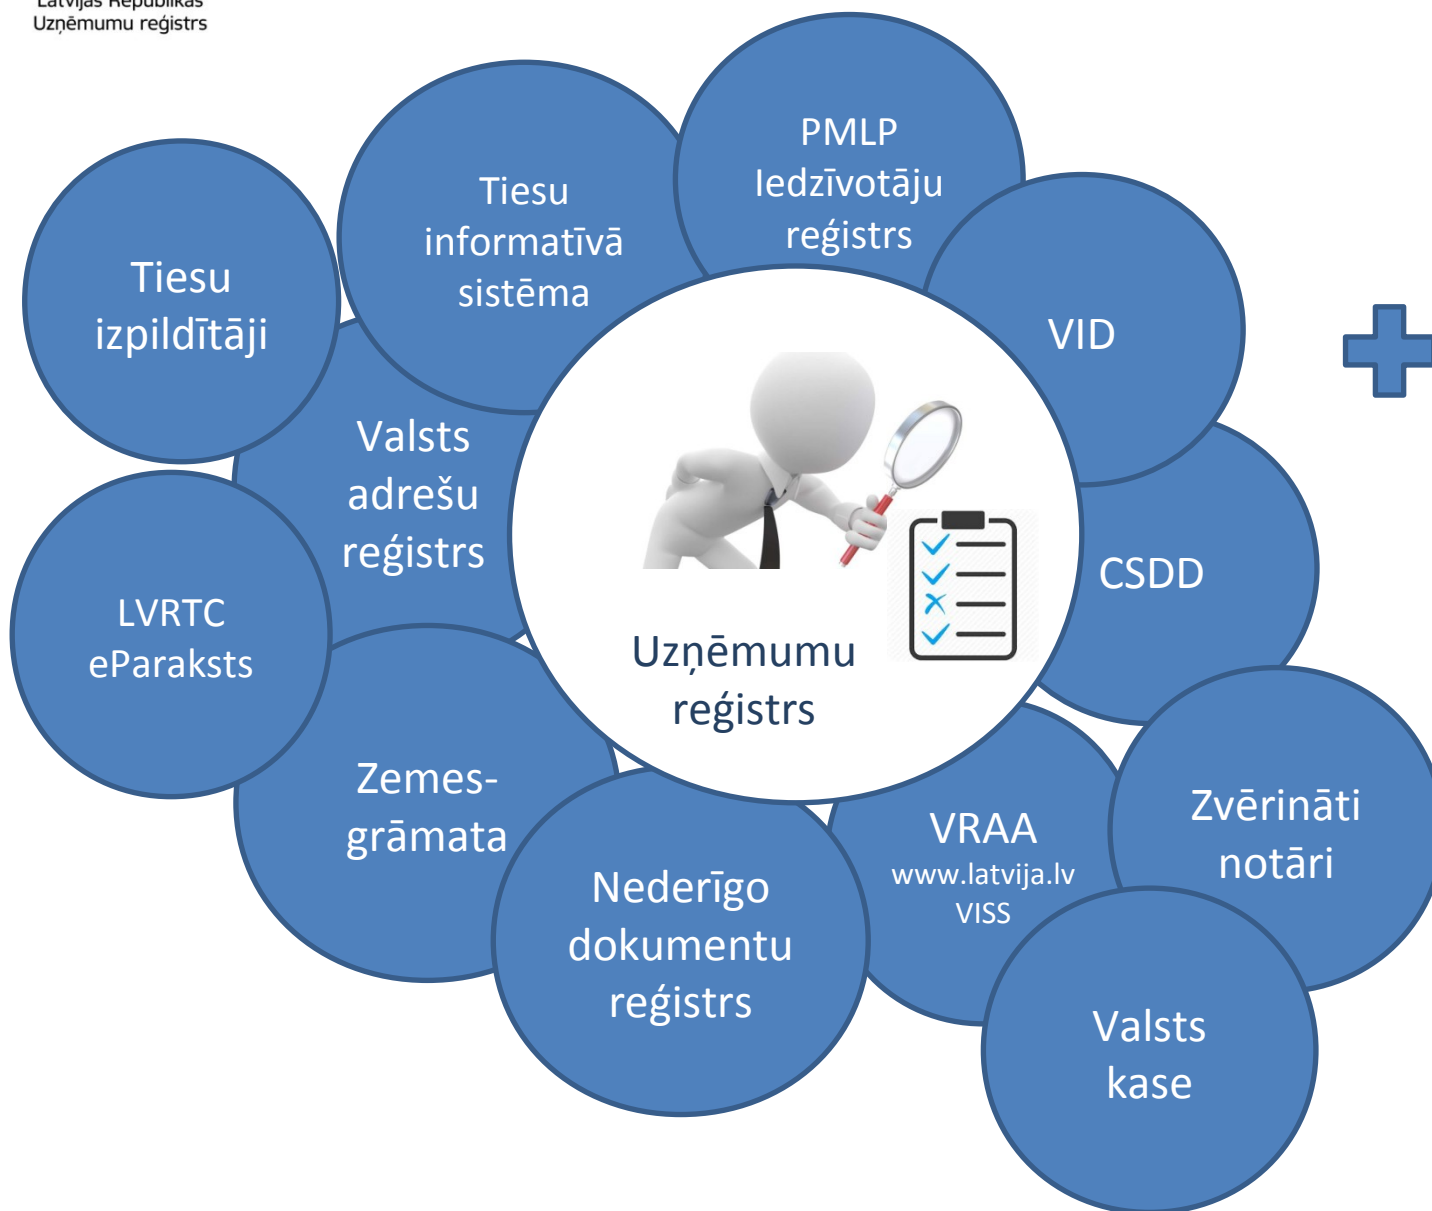 Latvijas Republikas
Uzņēmumu reģistrs
PMLP
Iedzīvotāju
reģistrs
Tiesu
informatīvā
sistēma
Tiesu
izpildītāji
VID
Valsts
adrešu
reģistrs
CSDD
LVRTC
eParaksts
Uzņēmumu
reģistrs
Zemes-
grāmata
VRAA
www.latvija.lv
VISS
Zvērināti
notāri
Nederīgo
dokumentu
reģistrs
Valsts
kase